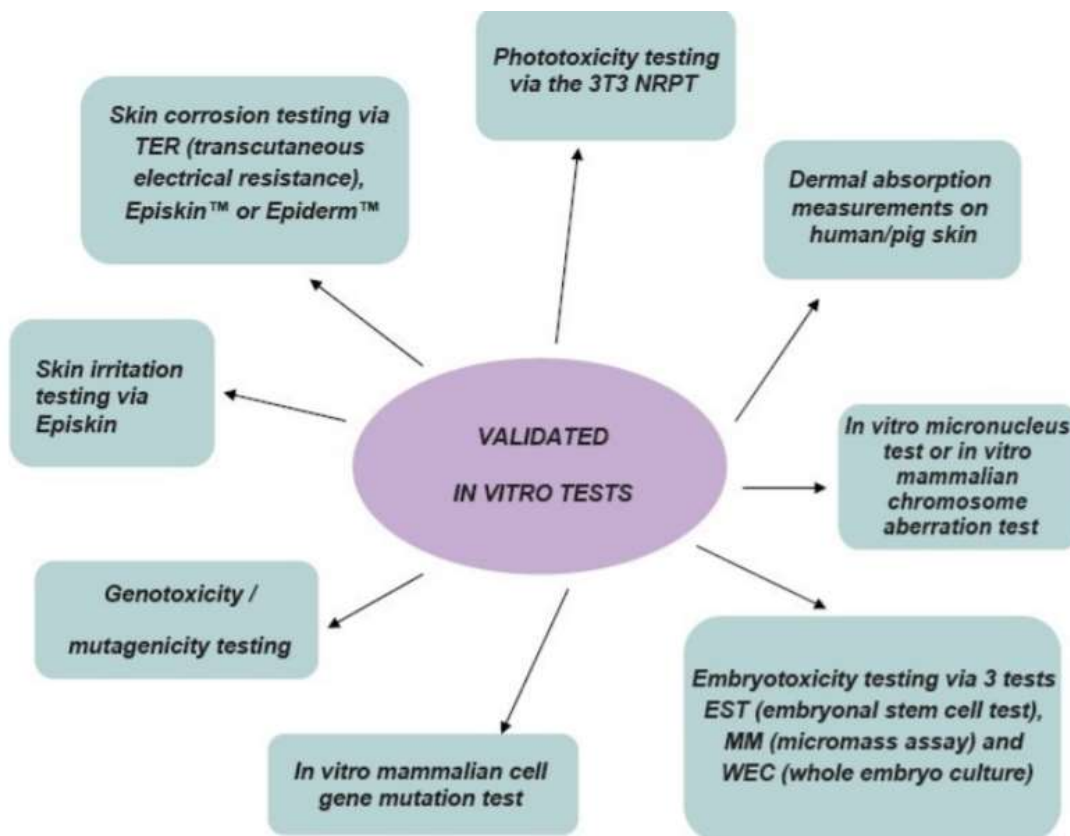 Phototoxicity testing
via the 3T3 NRPT
Skin corrosion testing via
TER (transcutaneous
electrical resistance),
Episkin™ or Epiderm™
Dermal absorption
measurements on
human/pig skin
Skin irritation
testing via
Episkin
VALIDATED
IN VITRO TESTS
In vitro micronucleus
test or in vitro
mammalian
chromosome
aberration test
Genotoxicity /
mutagenicity testing
Embryotoxicity testing via 3 tests
EST (embryonal stem cell test),
MM (micromass assay) and
WEC (whole embryo culture)
In vitro mammalian cell
gene mutation test